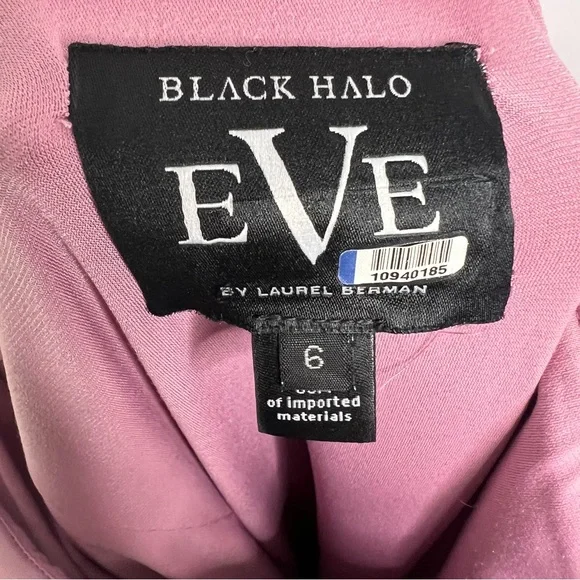 BLACK HALO
EVE
10940185
BY LAUREL BERMAN
6
of imported
materials